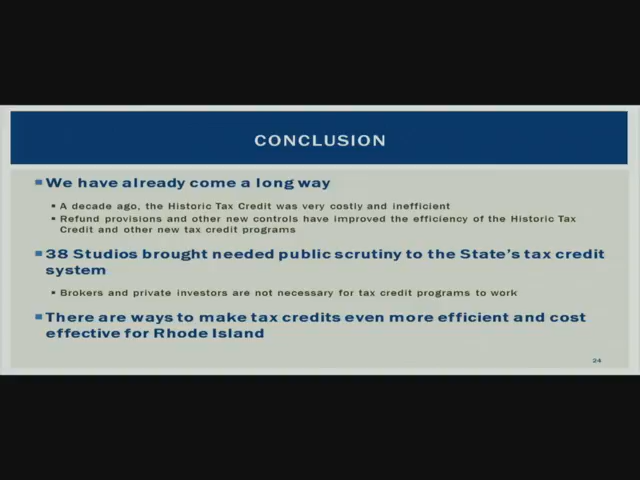 CONCLUSION
We have already come a long way
A decade ago, the Historic Tax Credit was very costly and inefficient
Refund provisions and other new controls have improved the efficiency of the Historic Tax
Credit and other new tax credit programs
38 Studios brought needed public scrutiny to the State's tax credit
system
Brokers and private investors are not necessary for tax credit programs to work
There are ways to make tax credits even more efficient and cost
effective for Rhode Island
24